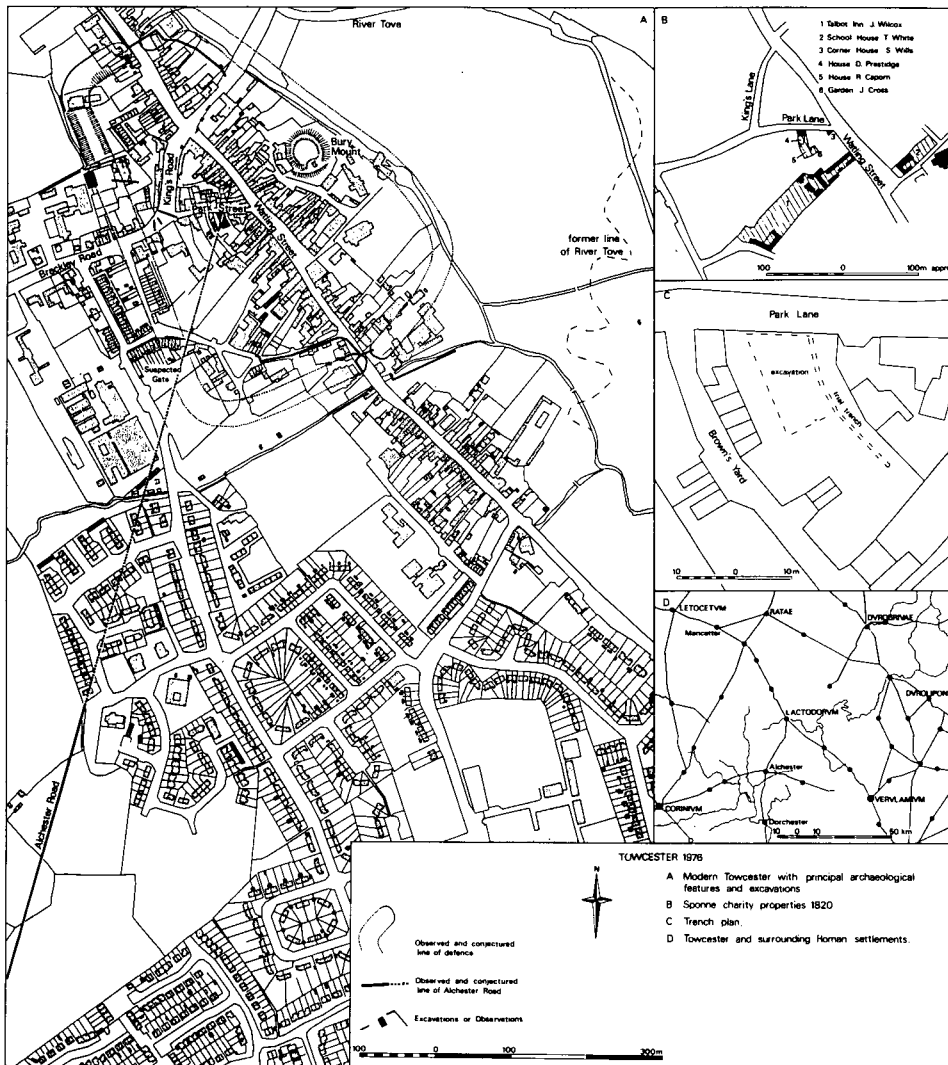 River Tove
A
Bury
Mount
King's Road
Watling Street
Brackley Road
former line
of River Tove
Suspected
Gate
Alchester Road
B
1 Talbot Inn J. Wilcox
2 School House T White
3 Corner House S Wills
4 House D. Prestidge
5 House R Caporn
6 Garden J Cross
King's Lane
Park Lane
Watling Street
4
3
5
6
100 0 100m approx
C
Park Lane
excavation
trial trench
Brown's Yard
10 0 10m
D
LETOCETVM
RATAE
DVROBRIVAE
Mancetter
DVROLIPONS
LACTODORVM
Alchester
CORINIVM
VERVLAMIVM
Dorchester
10 0 10 50 km
TOWCESTER 1976
N
A Modern Towcester with principal archaeological
features and excavations
B Sponne charity properties 1820
C Trench plan.
D Towcester and surrounding Roman settlements.
Observed and conjectured
line of defence
Observed and conjectured
line of Alchester Road
Excavations or Observations
100 0 100 300m